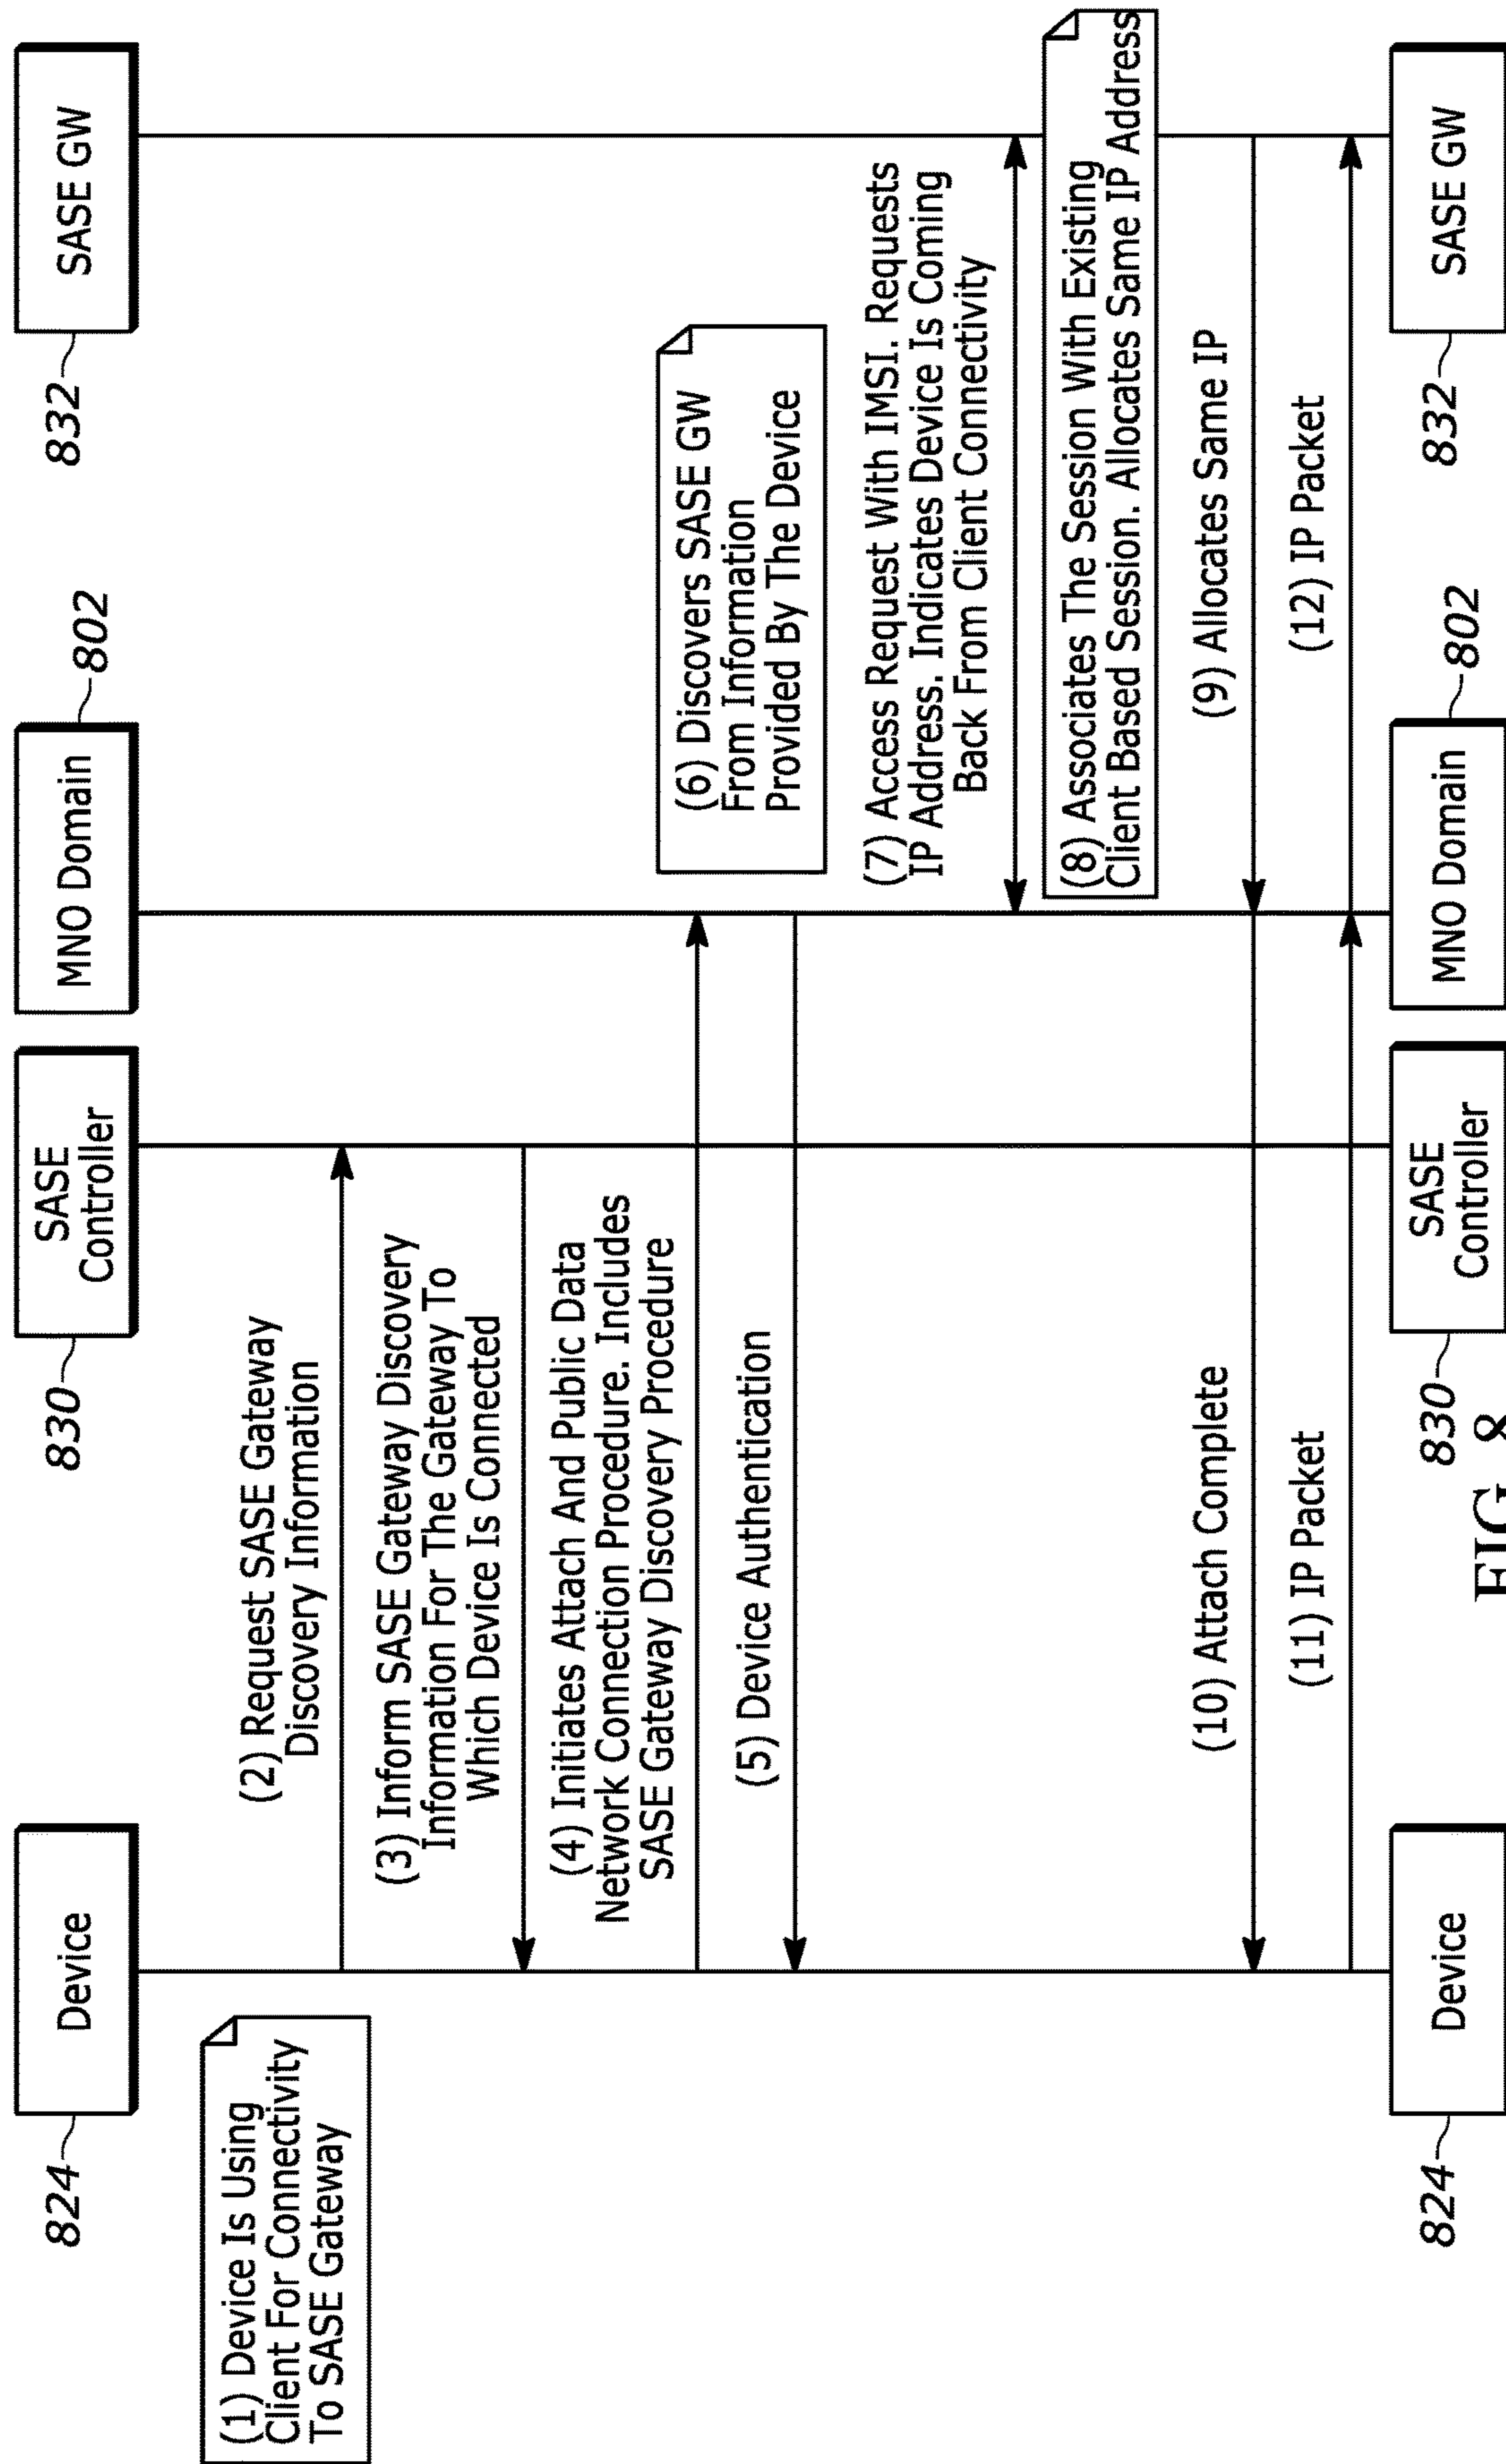 824
Device
830
SASE
Controller
MNO Domain
802
832
SASE GW
(1) Device Is Using
Client For Connectivity
To SASE Gateway
(2) Request SASE Gateway
Discovery Information
(3) Inform SASE Gateway Discovery
Information For The Gateway To
Which Device Is Connected
(4) Initiates Attach And Public Data
Network Connection Procedure. Includes
SASE Gateway Discovery Procedure
(5) Device Authentication
(6) Discovers SASE GW
From Information
Provided By The Device
(7) Access Request With IMSI. Requests
IP Address. Indicates Device Is Coming
Back From Client Connectivity
(8) Associates The Session With Existing
Client Based Session. Allocates Same IP Address
(9) Allocates Same IP
(10) Attach Complete
(11) IP Packet
(12) IP Packet
824
Device
830
SASE
Controller
MNO Domain
802
832
SASE GW
FIG. 8